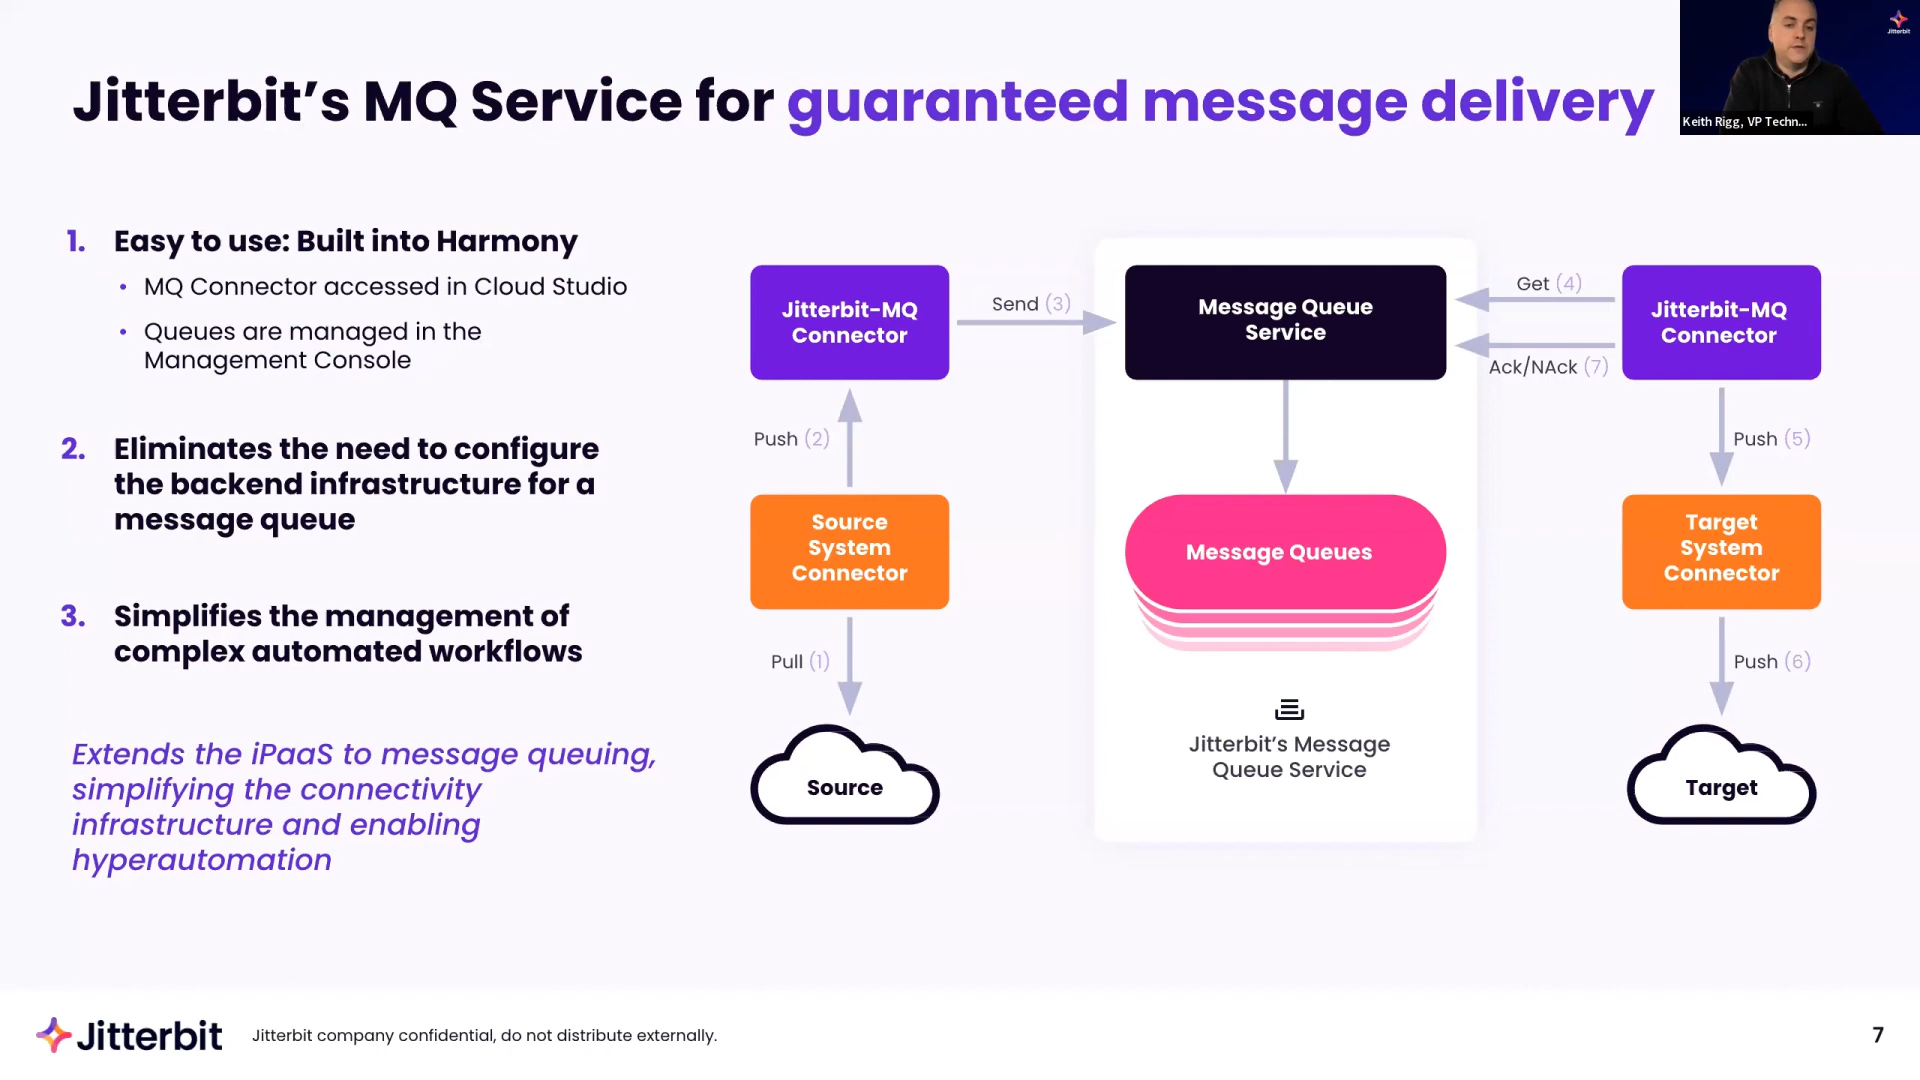 Jitterbit’s MQ Service for guaranteed message delivery
Jitterbit
Keith Rigg, VP Techn...
1. Easy to use: Built into Harmony
• MQ Connector accessed in Cloud Studio
• Queues are managed in the
Management Console
2. Eliminates the need to configure
the backend infrastructure for a
message queue
3. Simplifies the management of
complex automated workflows
Extends the iPaaS to message queuing,
simplifying the connectivity
infrastructure and enabling
hyperautomation
Jitterbit-MQ
Connector
Send (3)
Push (2)
Source
System
Connector
Pull (1)
Source
Message Queue
Service
Message Queues
Jitterbit’s Message
Queue Service
Get (4)
Ack/NAck (7)
Jitterbit-MQ
Connector
Push (5)
Target
System
Connector
Push (6)
Target
Jitterbit
Jitterbit company confidential, do not distribute externally.
7